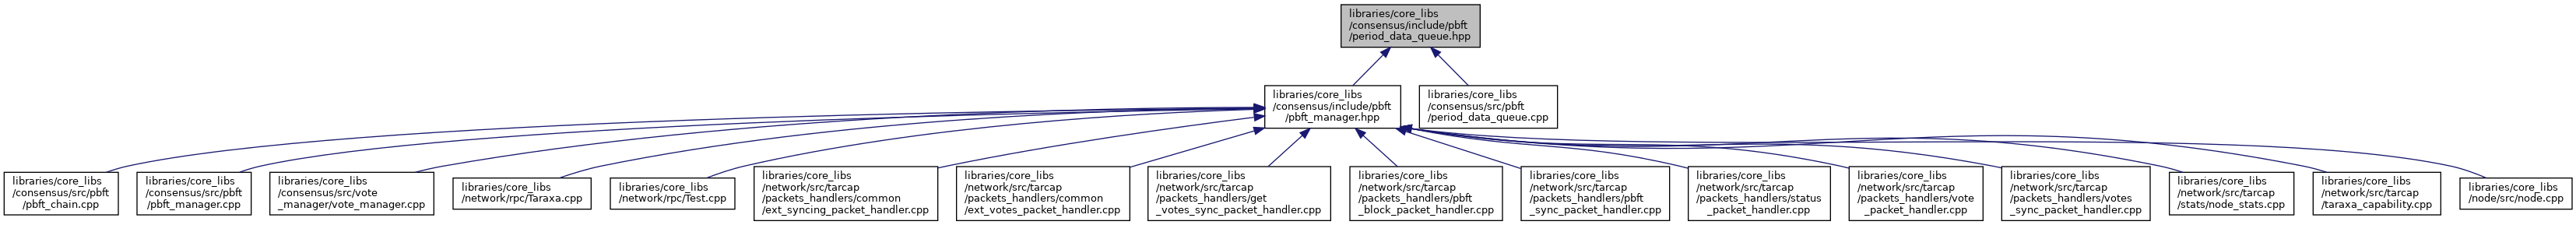 libraries/core_libs
/consensus/include/pbft
/period_data_queue.hpp
libraries/core_libs
/consensus/include/pbft
/pbft_manager.hpp
libraries/core_libs
/consensus/src/pbft
/period_data_queue.cpp
libraries/core_libs
/consensus/src/pbft
/pbft_chain.cpp
libraries/core_libs
/consensus/src/pbft
/pbft_manager.cpp
libraries/core_libs
/consensus/src/vote
_manager/vote_manager.cpp
libraries/core_libs
/network/rpc/Taraxa.cpp
libraries/core_libs
/network/rpc/Test.cpp
libraries/core_libs
/network/src/tarcap
/packets_handlers/common
/ext_syncing_packet_handler.cpp
libraries/core_libs
/network/src/tarcap
/packets_handlers/common
/ext_votes_packet_handler.cpp
libraries/core_libs
/network/src/tarcap
/packets_handlers/get
_votes_sync_packet_handler.cpp
libraries/core_libs
/network/src/tarcap
/packets_handlers/pbft
_block_packet_handler.cpp
libraries/core_libs
/network/src/tarcap
/packets_handlers/pbft
_sync_packet_handler.cpp
libraries/core_libs
/network/src/tarcap
/packets_handlers/status
_packet_handler.cpp
libraries/core_libs
/network/src/tarcap
/packets_handlers/vote
_packet_handler.cpp
libraries/core_libs
/network/src/tarcap
/packets_handlers/votes
_sync_packet_handler.cpp
libraries/core_libs
/network/src/tarcap
/stats/node_stats.cpp
libraries/core_libs
/network/src/tarcap
/taraxa_capability.cpp
libraries/core_libs
/node/src/node.cpp